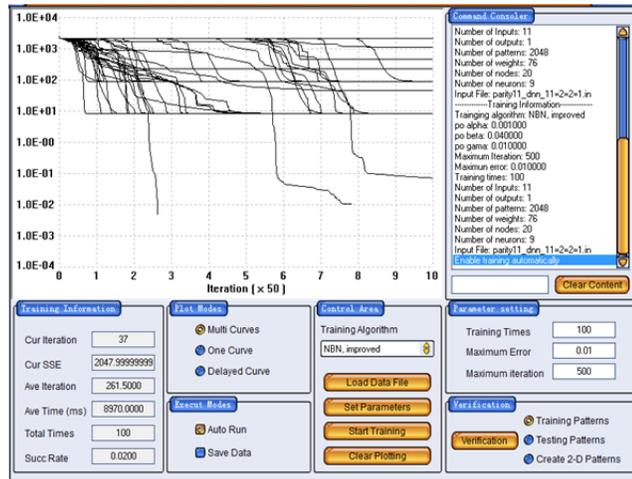 1.0E+04
1.0E+03
1.0E+02
1.0E+01
1.0E-00
1.0E-01
1.0E-02
1.0E-03
1.0E-04
0 1 2 3 4 5 6 7 8 9 10
Iteration ( × 50 )
Command Consoler
Number of Inputs: 11
Number of outputs: 1
Number of patterns: 2048
Number of weights: 76
Number of nodes: 20
Number of neurons: 9
Input File: parity11_dnn_11=2=2=1.in
------------Training Information------------
Trainging algorithm: NBN, improved
po alpha: 0.001000
po beta: 0.040000
po gama: 0.010000
Maximum Iteration: 500
Maximun error: 0.010000
Training times: 100
Number of Inputs: 11
Number of outputs: 1
Number of patterns: 2048
Number of weights: 76
Number of nodes: 20
Number of neurons: 9
Input File: parity11_dnn_11=2=2=1.in
Enable training automatically
Clear Content
Training Information
Cur Iteration 37
Cur SSE 2047.99999999
Ave Iteration 261.5000
Ave Time (ms) 8970.0000
Total Times 100
Succ Rate 0.0200
Plot Modes
Multi Curves
One Curve
Delayed Curve
Execut Modes
Auto Run
Save Data
Control Area
Training Algorithm
NBN, improved
Load Data File
Set Parameters
Start Training
Clear Plotting
Parameter setting
Training Times 100
Maximum Error 0.01
Maximum iteration 500
Verification
Verification
Training Patterns
Testing Patterns
Create 2-D Patterns